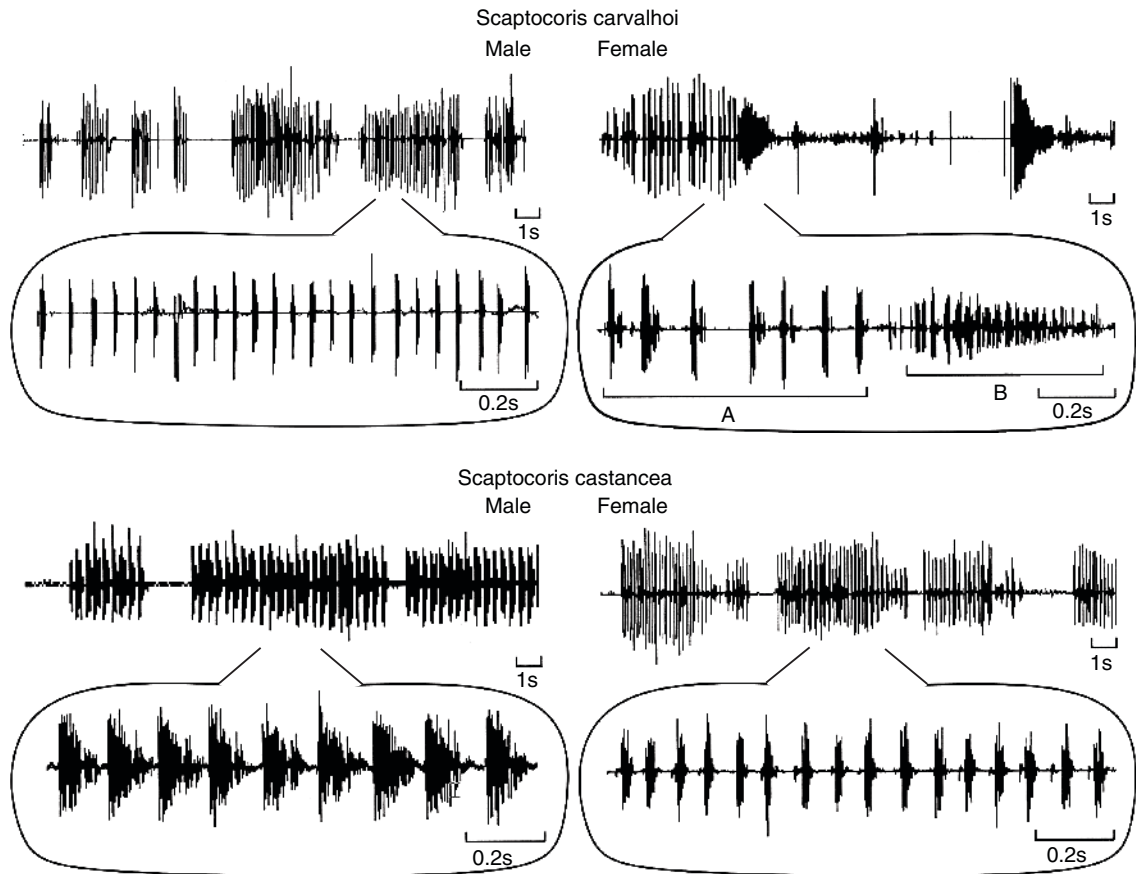 Scaptocoris carvalhoi
Male Female
1s 1s
0.2s A B 0.2s
Scaptocoris castancea
Male Female
1s 1s
0.2s 0.2s